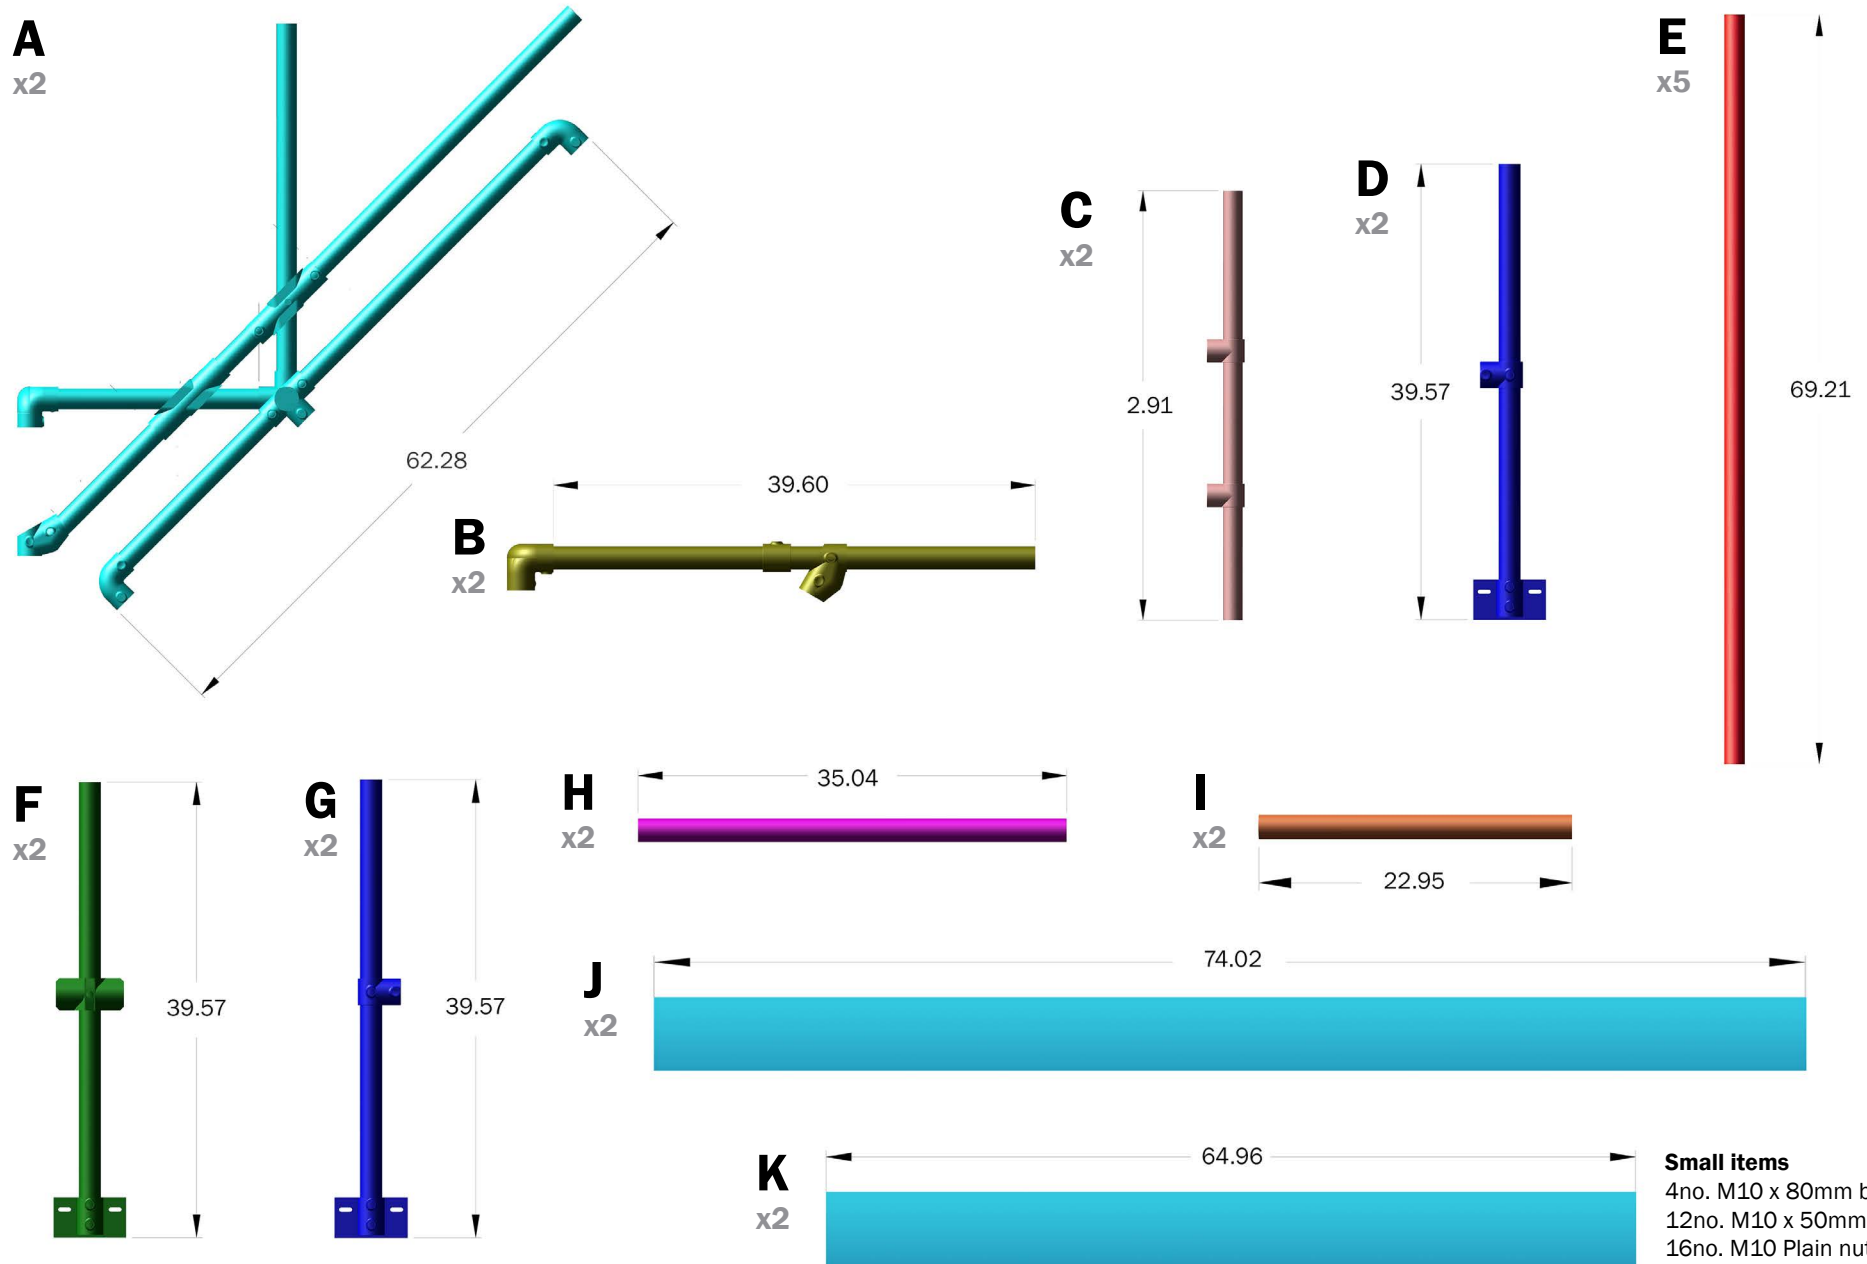 A
x2
62.28
B
x2
39.60
C
x2
2.91
D
x2
39.57
E
x5
69.21
F
x2
39.57
G
x2
39.57
H
x2
35.04
I
x2
22.95
J
x2
74.02
K
x2
64.96
Small items
4no. M10 x 80mm
12no. M10 x 50mm
16no. M10 Plain